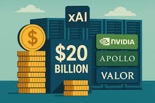 xAI
$20
BILLION
NVIDIA
APOLLO
VALOR
$